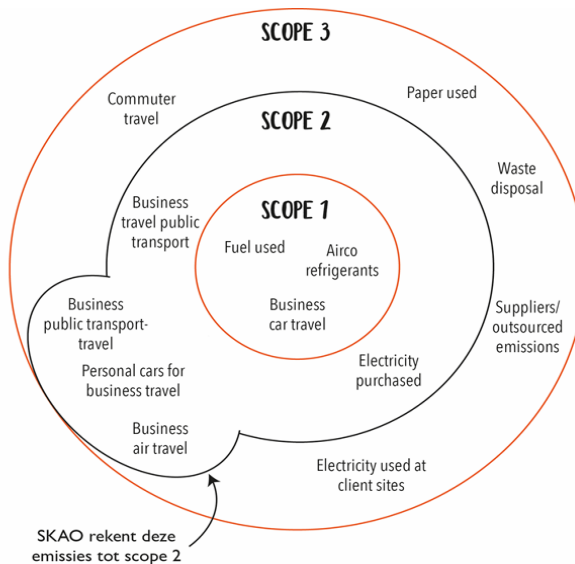 SCOPE 3
Commuter
travel
Paper used
SCOPE 2
Waste
disposal
Business
travel public
transport
SCOPE 1
Fuel used
Airco
refrigerants
Business
car travel
Business
public transport-
travel
Suppliers/
outsourced
emissions
Personal cars for
business travel
Electricity
purchased
Business
air travel
Electricity used at
client sites
SKAO rekent deze
emissies tot scope 2